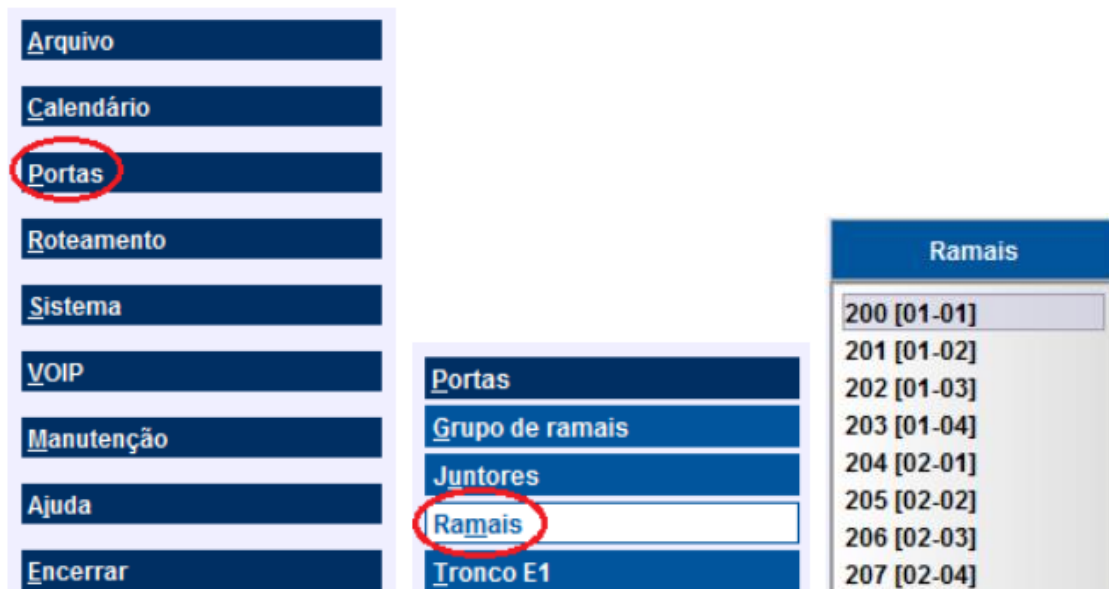 Arquivo
Calendário
Portas
Roteamento
Sistema
VOIP
Manutenção
Ajuda
Encerrar
Portas
Grupo de ramais
Juntores
Ramais
Tronco E1
Ramais
200 [01-01]
201 [01-02]
202 [01-03]
203 [01-04]
204 [02-01]
205 [02-02]
206 [02-03]
207 [02-04]